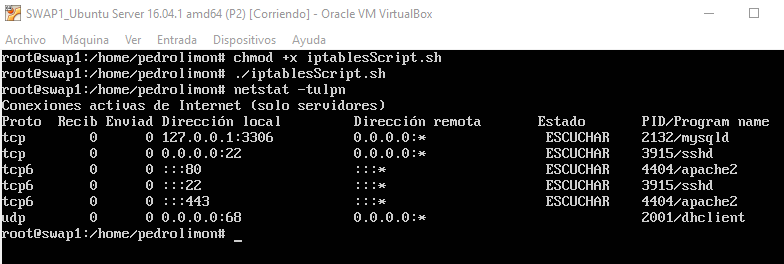 SWAP1_Ubuntu Server 16.04.1 amd64 (P2) [Corriendo] - Oracle VM VirtualBox
Archivo Máquina Ver Entrada Dispositivos Ayuda
root@swap1:/home/pedrolimon# chmod +x iptablesScript.sh
root@swap1:/home/pedrolimon# ./iptablesScript.sh
root@swap1:/home/pedrolimon# netstat -tulpn
Conexiones activas de Internet (solo servidores)
Proto Recib Enviad Dirección local Dirección remota Estado PID/Program name
tcp 0 0 127.0.0.1:3306 0.0.0.0:* ESCUCHAR 2132/mysqld
tcp 0 0 0.0.0.0:22 0.0.0.0:* ESCUCHAR 3915/sshd
tcp6 0 0 :::80 :::* ESCUCHAR 4404/apache2
tcp6 0 0 :::22 :::* ESCUCHAR 3915/sshd
tcp6 0 0 :::443 :::* ESCUCHAR 4404/apache2
udp 0 0 0.0.0.0:68 0.0.0.0:* 2001/dhclient
root@swap1:/home/pedrolimon# _